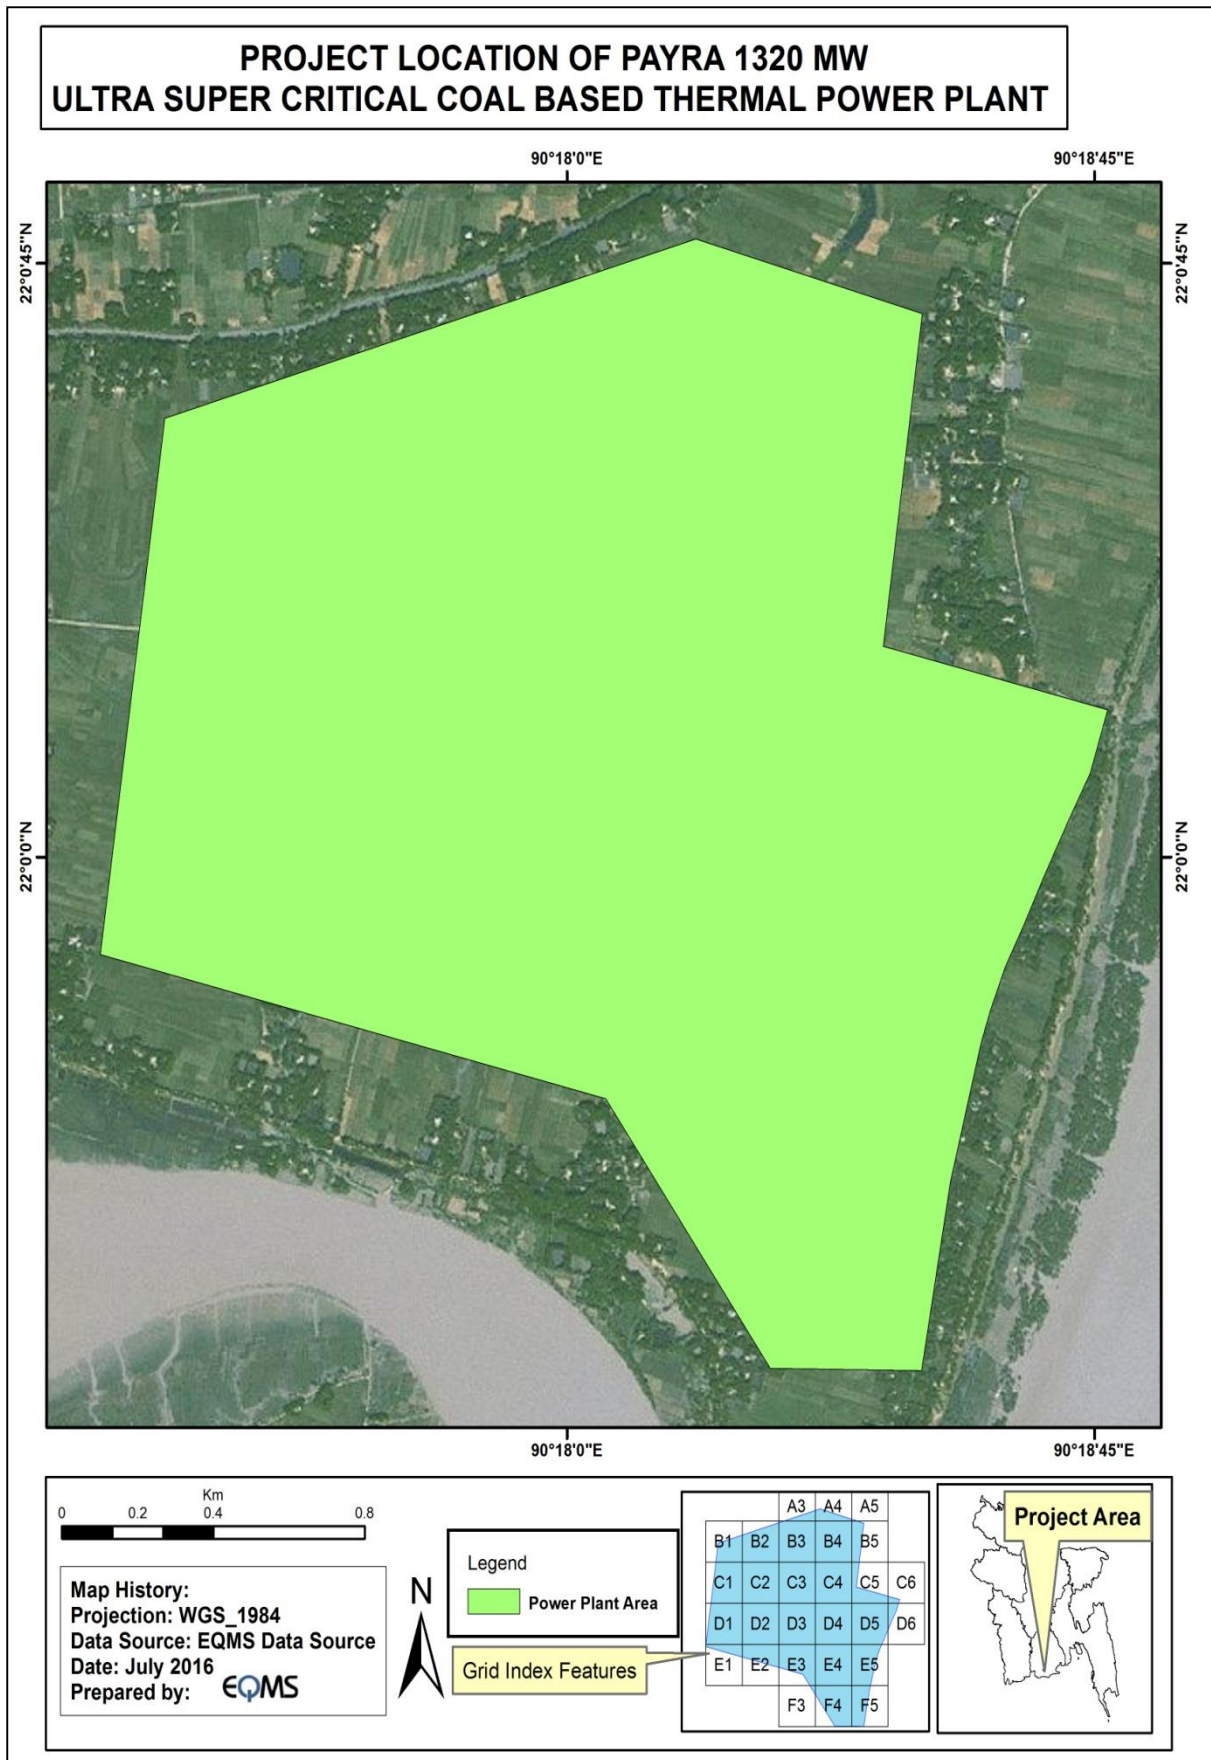 PROJECT LOCATION OF PAYRA 1320 MW
ULTRA SUPER CRITICAL COAL BASED THERMAL POWER PLANT
90°18'0"E
90°18'45"E
22°0'45"N
22°0'45"N
22°0'0"N
22°0'0"N
90°18'0"E
90°18'45"E
Km
0 0.2 0.4 0.8
Map History:
Projection: WGS_1984
Data Source: EQMS Data Source
Date: July 2016
Prepared by: EQMS
N
Legend
Power Plant Area
Grid Index Features
A3 A4 A5
B1 B2 B3 B4 B5
C1 C2 C3 C4 C5 C6
D1 D2 D3 D4 D5 D6
E1 E2 E3 E4 E5
F3 F4 F5
Project Area